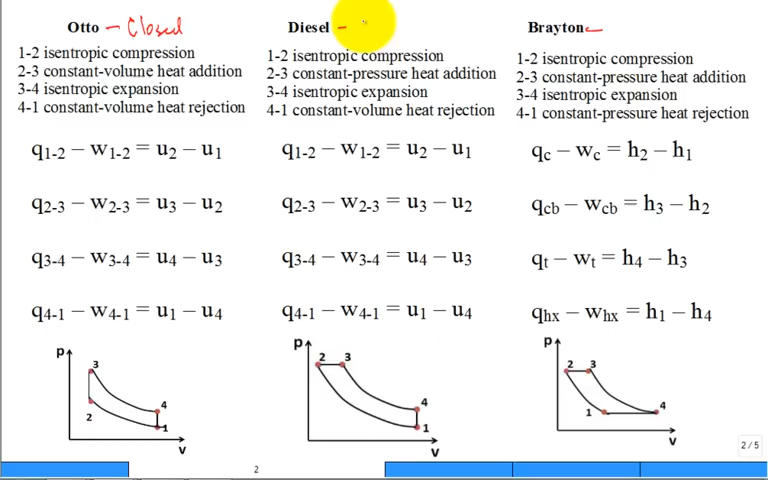 Otto – Closed
1-2 isentropic compression
2-3 constant-volume heat addition
3-4 isentropic expansion
4-1 constant-volume heat rejection
q1-2 – w1-2 = u2 – u1
q2-3 – w2-3 = u3 – u2
q3-4 – w3-4 = u4 – u3
q4-1 – w4-1 = u1 – u4
p
3
4
2
1
v
Diesel –
1-2 isentropic compression
2-3 constant-pressure heat addition
3-4 isentropic expansion
4-1 constant-volume heat rejection
q1-2 – w1-2 = u2 – u1
q2-3 – w2-3 = u3 – u2
q3-4 – w3-4 = u4 – u3
q4-1 – w4-1 = u1 – u4
p
2 3
4
1
v
Brayton
1-2 isentropic compression
2-3 constant-pressure heat addition
3-4 isentropic expansion
4-1 constant-pressure heat rejection
qc – wc = h2 – h1
qcb – wcb = h3 – h2
qt – wt = h4 – h3
qhx – whx = h1 – h4
p
2 3
1 4
v
2 / 5
2